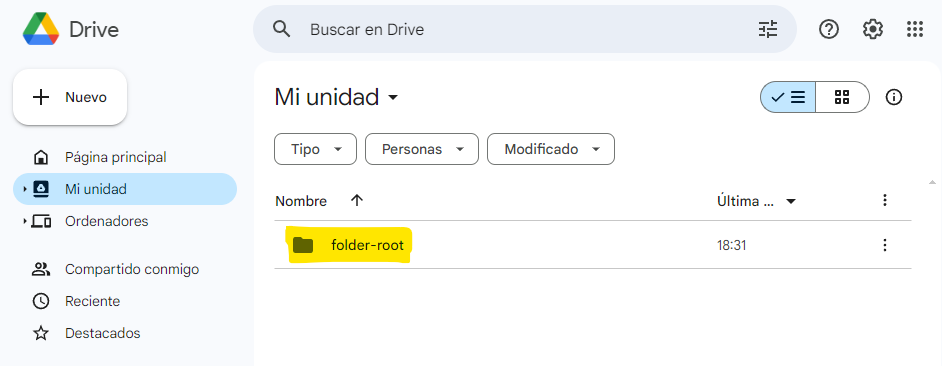 Drive
Buscar en Drive
Nuevo
Página principal
Mi unidad
Ordenadores
Compartido conmigo
Reciente
Destacados
Mi unidad
Tipo Personas Modificado
Nombre Última ...
folder-root 18:31